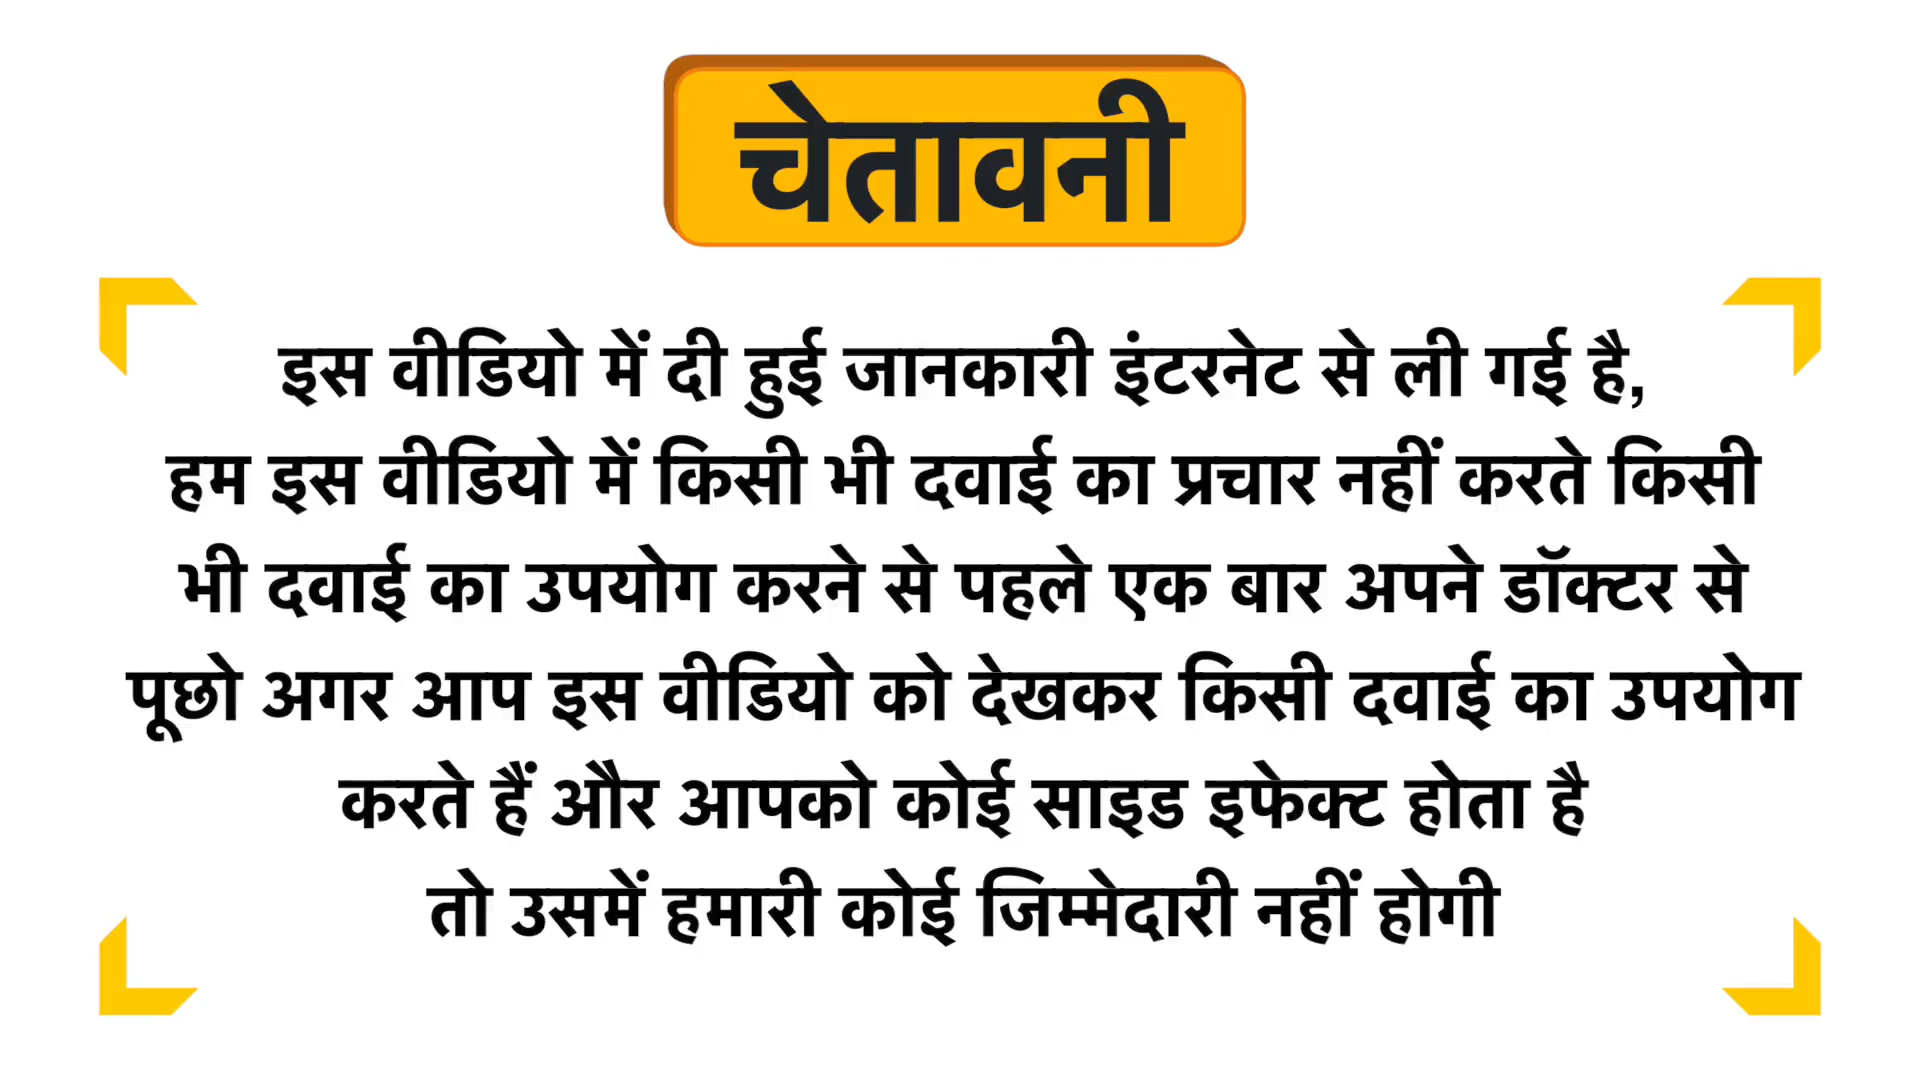 चेतावनी
इस वीडियो में दी हुई जानकारी इंटरनेट से ली गई है,
हम इस वीडियो में किसी भी दवाई का प्रचार नहीं करते किसी
भी दवाई का उपयोग करने से पहले एक बार अपने डॉक्टर से
पूछो अगर आप इस वीडियो को देखकर किसी दवाई का उपयोग
करते हैं और आपको कोई साइड इफेक्ट होता है
तो उसमें हमारी कोई जिम्मेदारी नहीं होगी